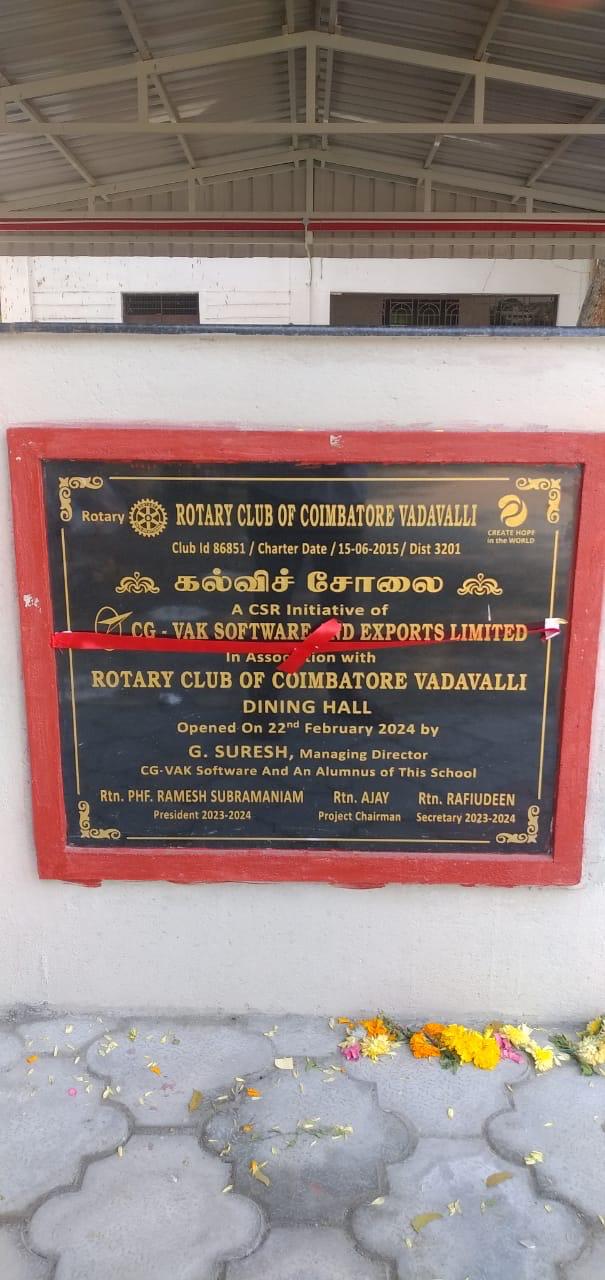 Rotary ROTARY CLUB OF COIMBATORE VADAVALLI
CREATE HOPE
in the WORLD
Club Id 86851 / Charter Date / 15-06-2015 / Dist 3201
கல்விச் சோலை
A CSR Initiative of
CG - VAK SOFTWARE AND EXPORTS LIMITED
In Association with
ROTARY CLUB OF COIMBATORE VADAVALLI
DINING HALL
Opened On 22nd February 2024 by
G. SURESH, Managing Director
CG-VAK Software And An Alumnus of This School
Rtn. PHF. RAMESH SUBRAMANIAM Rtn. AJAY Rtn. RAFIUDEEN
President 2023-2024 Project Chairman Secretary 2023-2024